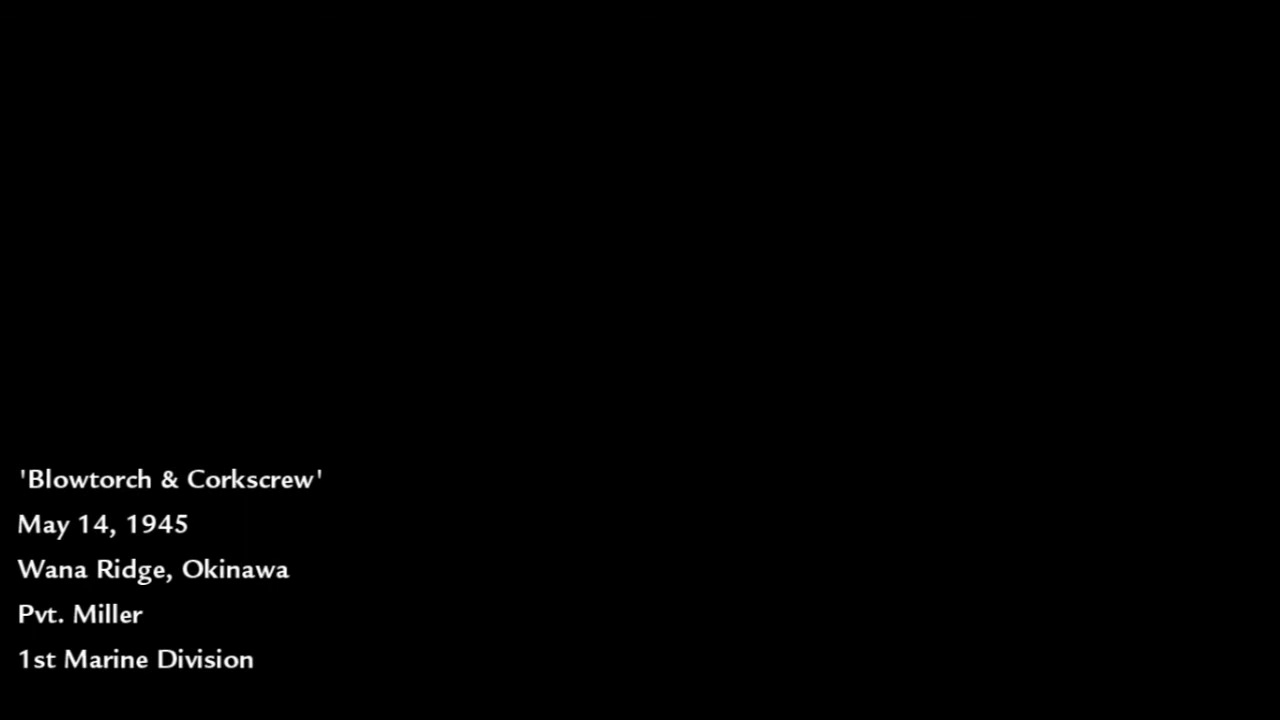 'Blowtorch & Corkscrew'
May 14, 1945
Wana Ridge, Okinawa
Pvt. Miller
1st Marine Division